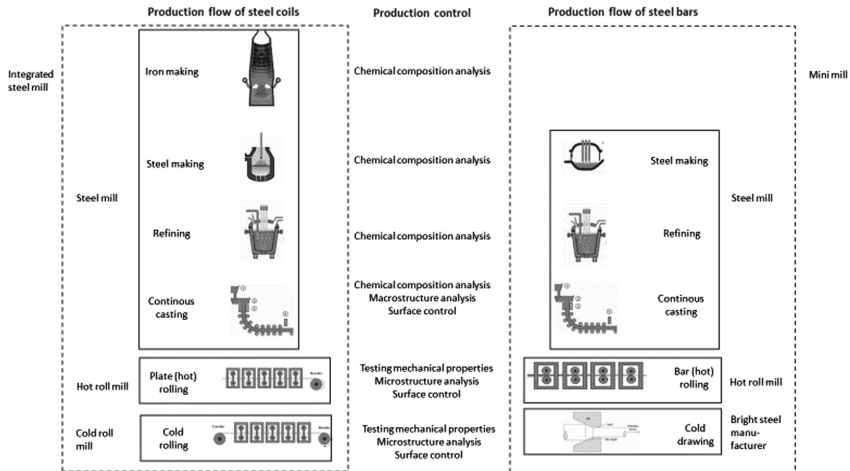 Production flow of steel coils
Production control
Production flow of steel bars
Integrated
steel mill
Iron making
Chemical composition analysis
Mini mill
Steel mill
Steel making
Chemical composition analysis
Steel making
Steel mill
Refining
Chemical composition analysis
Refining
Continous
casting
Chemical composition analysis
Macrostructure analysis
Surface control
Continous
casting
Hot roll mill
Plate (hot)
rolling
Testing mechanical properties
Microstructure analysis
Surface control
Bar (hot)
rolling
Hot roll mill
Cold roll
mill
Cold
rolling
Testing mechanical properties
Microstructure analysis
Surface control
Cold
drawing
Bright steel
manu-
facturer